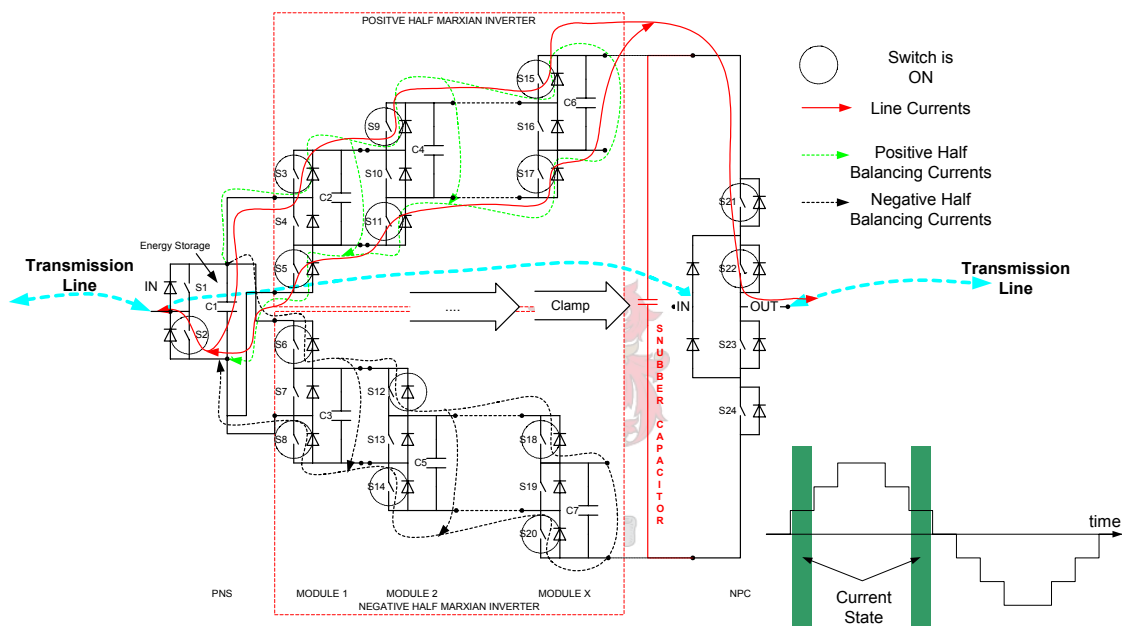 POSITVE HALF MARXIAN INVERTER
Switch is
ON
Line Currents
Positive Half
Balancing Currents
Negative Half
Balancing Currents
S15
C6
S16
S17
S9
C4
S10
S11
S3
C2
S4
S5
S21
S22
S23
S24
Energy Storage
Transmission
Line
IN
S1
C1
S2
....
Clamp
IN
OUT
Transmission
Line
SNUBBER CAPACITOR
S6
S7
C3
S8
S12
S13
C5
S14
S18
S19
C7
S20
time
Current
State
PNS
MODULE 1
MODULE 2
MODULE X
NPC
NEGATIVE HALF MARXIAN INVERTER